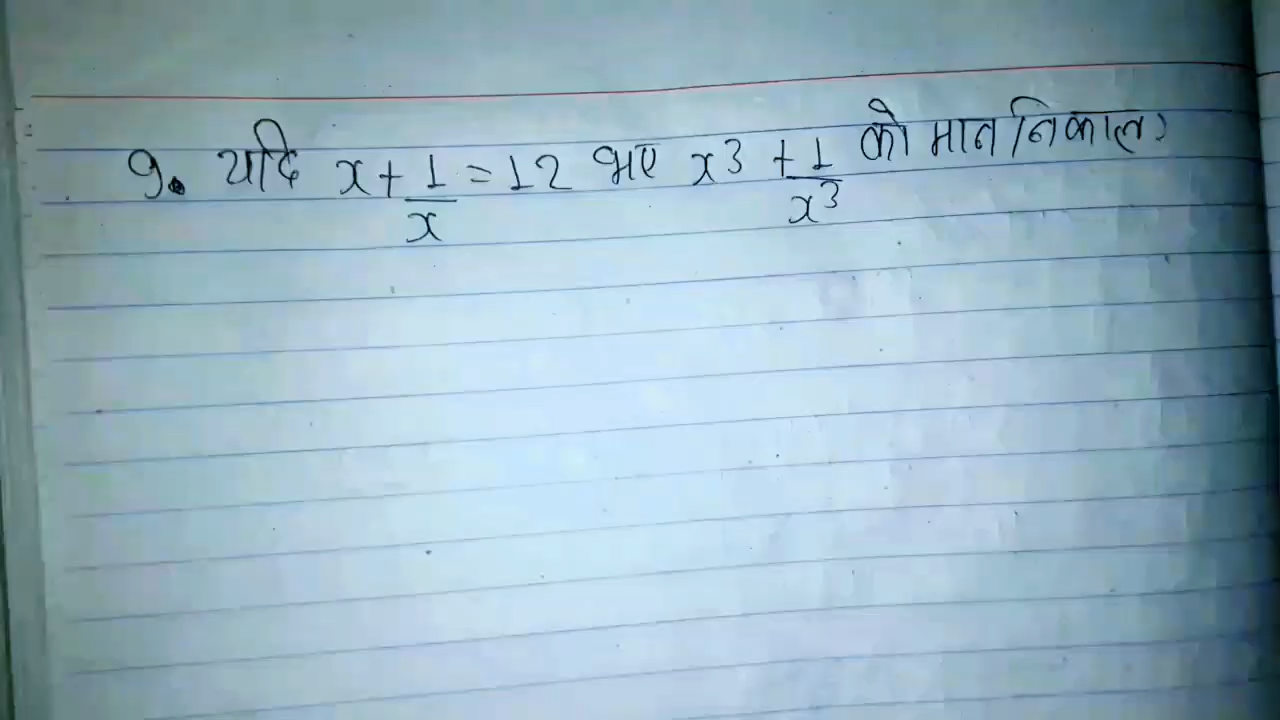 9. यदि x + 1/x = 12 भए x³ + 1/x³ को मान निकाल।